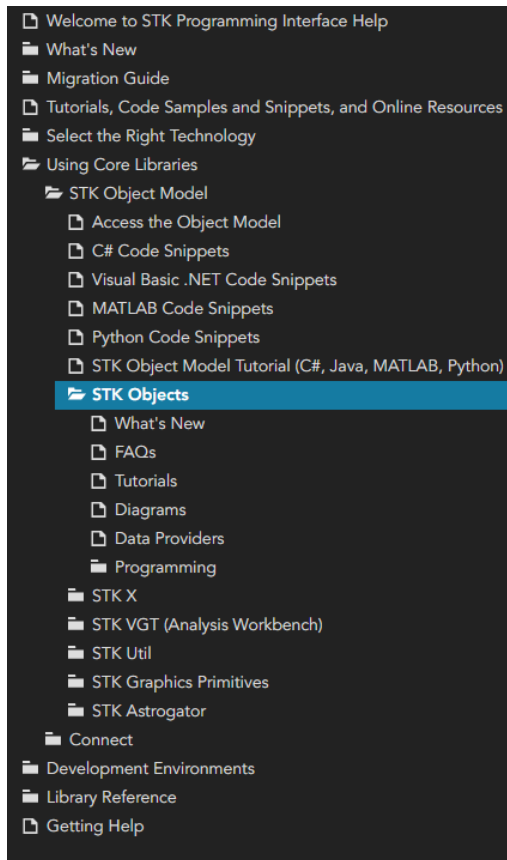 Welcome to STK Programming Interface Help
What's New
Migration Guide
Tutorials, Code Samples and Snippets, and Online Resources
Select the Right Technology
Using Core Libraries
STK Object Model
Access the Object Model
C# Code Snippets
Visual Basic .NET Code Snippets
MATLAB Code Snippets
Python Code Snippets
STK Object Model Tutorial (C#, Java, MATLAB, Python)
STK Objects
What's New
FAQs
Tutorials
Diagrams
Data Providers
Programming
STK X
STK VGT (Analysis Workbench)
STK Util
STK Graphics Primitives
STK Astrogator
Connect
Development Environments
Library Reference
Getting Help